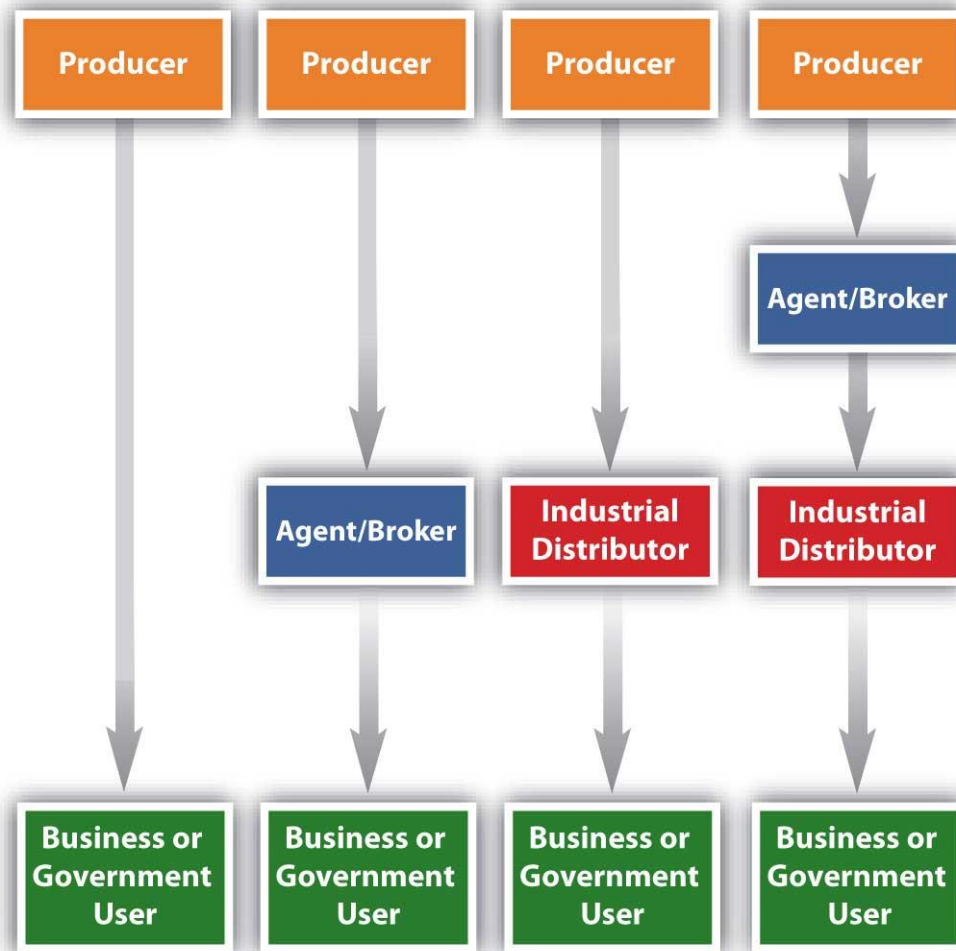 Producer
Producer
Producer
Producer
Agent/Broker
Agent/Broker
Industrial
Distributor
Industrial
Distributor
Business or
Government
User
Business or
Government
User
Business or
Government
User
Business or
Government
User